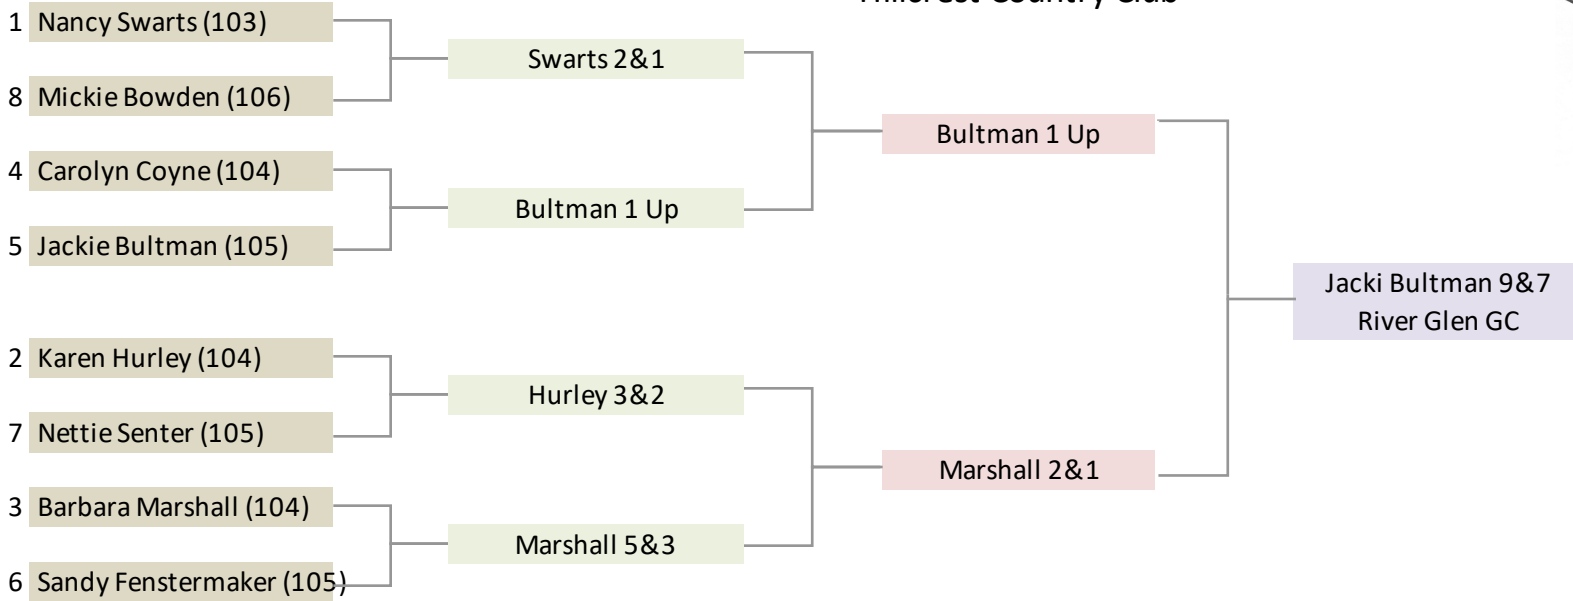 Hillcrest Country Club
1 Nancy Swarts (103)
Swarts 2&1
8 Mickie Bowden (106)
Bultman 1 Up
4 Carolyn Coyne (104)
Bultman 1 Up
5 Jackie Bultman (105)
Jacki Bultman 9&7
River Glen GC
2 Karen Hurley (104)
Hurley 3&2
7 Nettie Senter (105)
Marshall 2&1
3 Barbara Marshall (104)
Marshall 5&3
6 Sandy Fenstermaker (105)